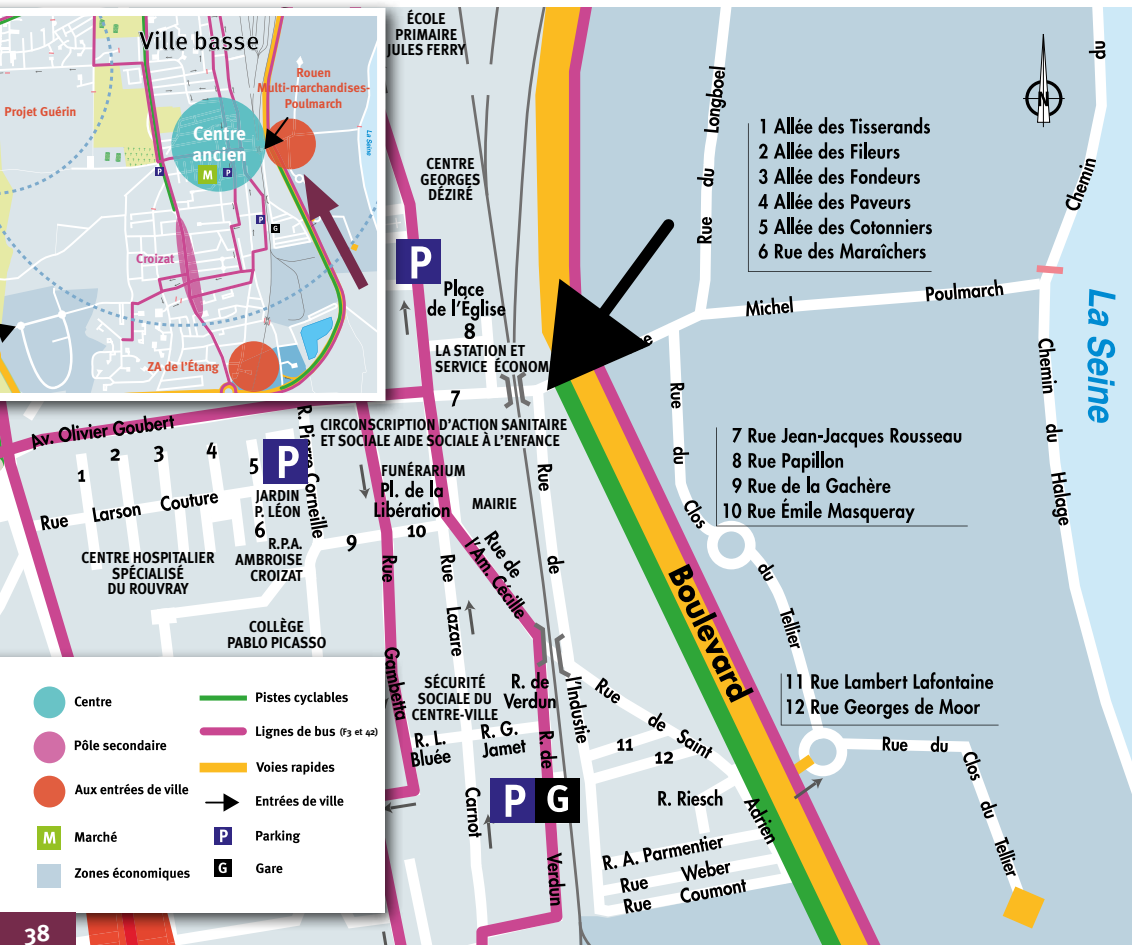 Ville basse
Projet Guérin
Rouen
Multi-marchandises-
Poulmarch
Centre
ancien
M
P
P
P
G
La Seine
Croizat
ZA de l'Étang
ÉCOLE
PRIMAIRE
JULES FERRY
CENTRE
GEORGES
DÉZIRÉ
P
Place
de l'Église
8
LA STATION ET
SERVICE ÉCONOM
7
Rue du Longboel
N
1 Allée des Tisserands
2 Allée des Fileurs
3 Allée des Fondeurs
4 Allée des Paveurs
5 Allée des Cotonniers
6 Rue des Maraîchers
Chemin
du
Michel Poulmarch
La Seine
Chemin du Halage
Av. Olivier Goubert
1
2
3
4
5
P
R. Pierre Corneille
CIRCONSCRIPTION D'ACTION SANITAIRE
ET SOCIALE AIDE SOCIALE À L'ENFANCE
FUNÉRARIUM
Pl. de la
Libération
10
MAIRIE
JARDIN
P. LÉON
6
R.P.A.
AMBROISE
CROIZAT
9
Rue Larson Couture
CENTRE HOSPITALIER
SPÉCIALISÉ
DU ROUVRAY
COLLÈGE
PABLO PICASSO
Rue Gambetta
Rue Lazare Carnot
Rue de
l'Am. Cécille
Rue de l'Industie
7 Rue Jean-Jacques Rousseau
8 Rue Papillon
9 Rue de la Gachère
10 Rue Émile Masqueray
Rue du Clos du Tellier
Boulevard
11 Rue Lambert Lafontaine
12 Rue Georges de Moor
Rue du Clos du Tellier
SÉCURITÉ
SOCIALE DU
CENTRE-VILLE
R. de
Verdun
R. L.
Bluée
R. G.
Jamet
R. de Verdun
P G
Rue de Saint Adrien
11
12
R. Riesch
R. A. Parmentier
Rue Weber
Rue Coumont
Centre
Pôle secondaire
Aux entrées de ville
M Marché
Zones économiques
Pistes cyclables
Lignes de bus (F3 et 42)
Voies rapides
Entrées de ville
P Parking
G Gare
38